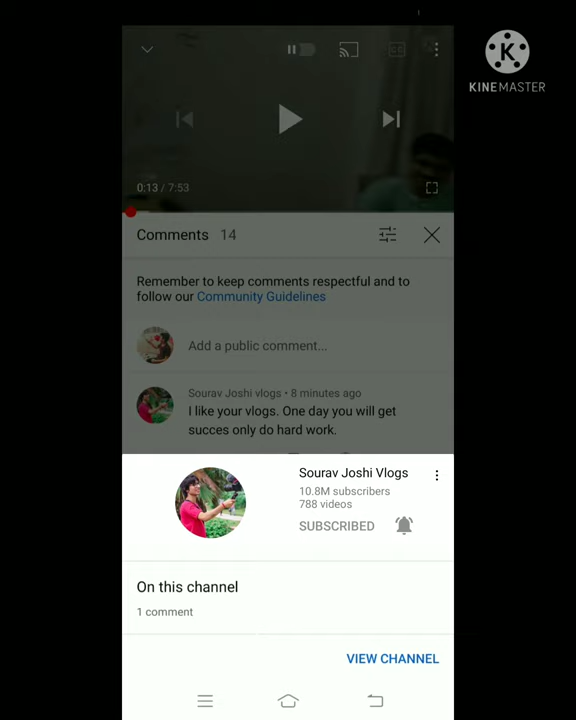 KINEMASTER
0:13 / 7:53
Comments 14
Remember to keep comments respectful and to
follow our Community Guidelines
Add a public comment...
Sourav Joshi vlogs • 8 minutes ago
I like your vlogs. One day you will get
succes only do hard work.
Sourav Joshi Vlogs
10.8M subscribers
788 videos
SUBSCRIBED
On this channel
1 comment
VIEW CHANNEL